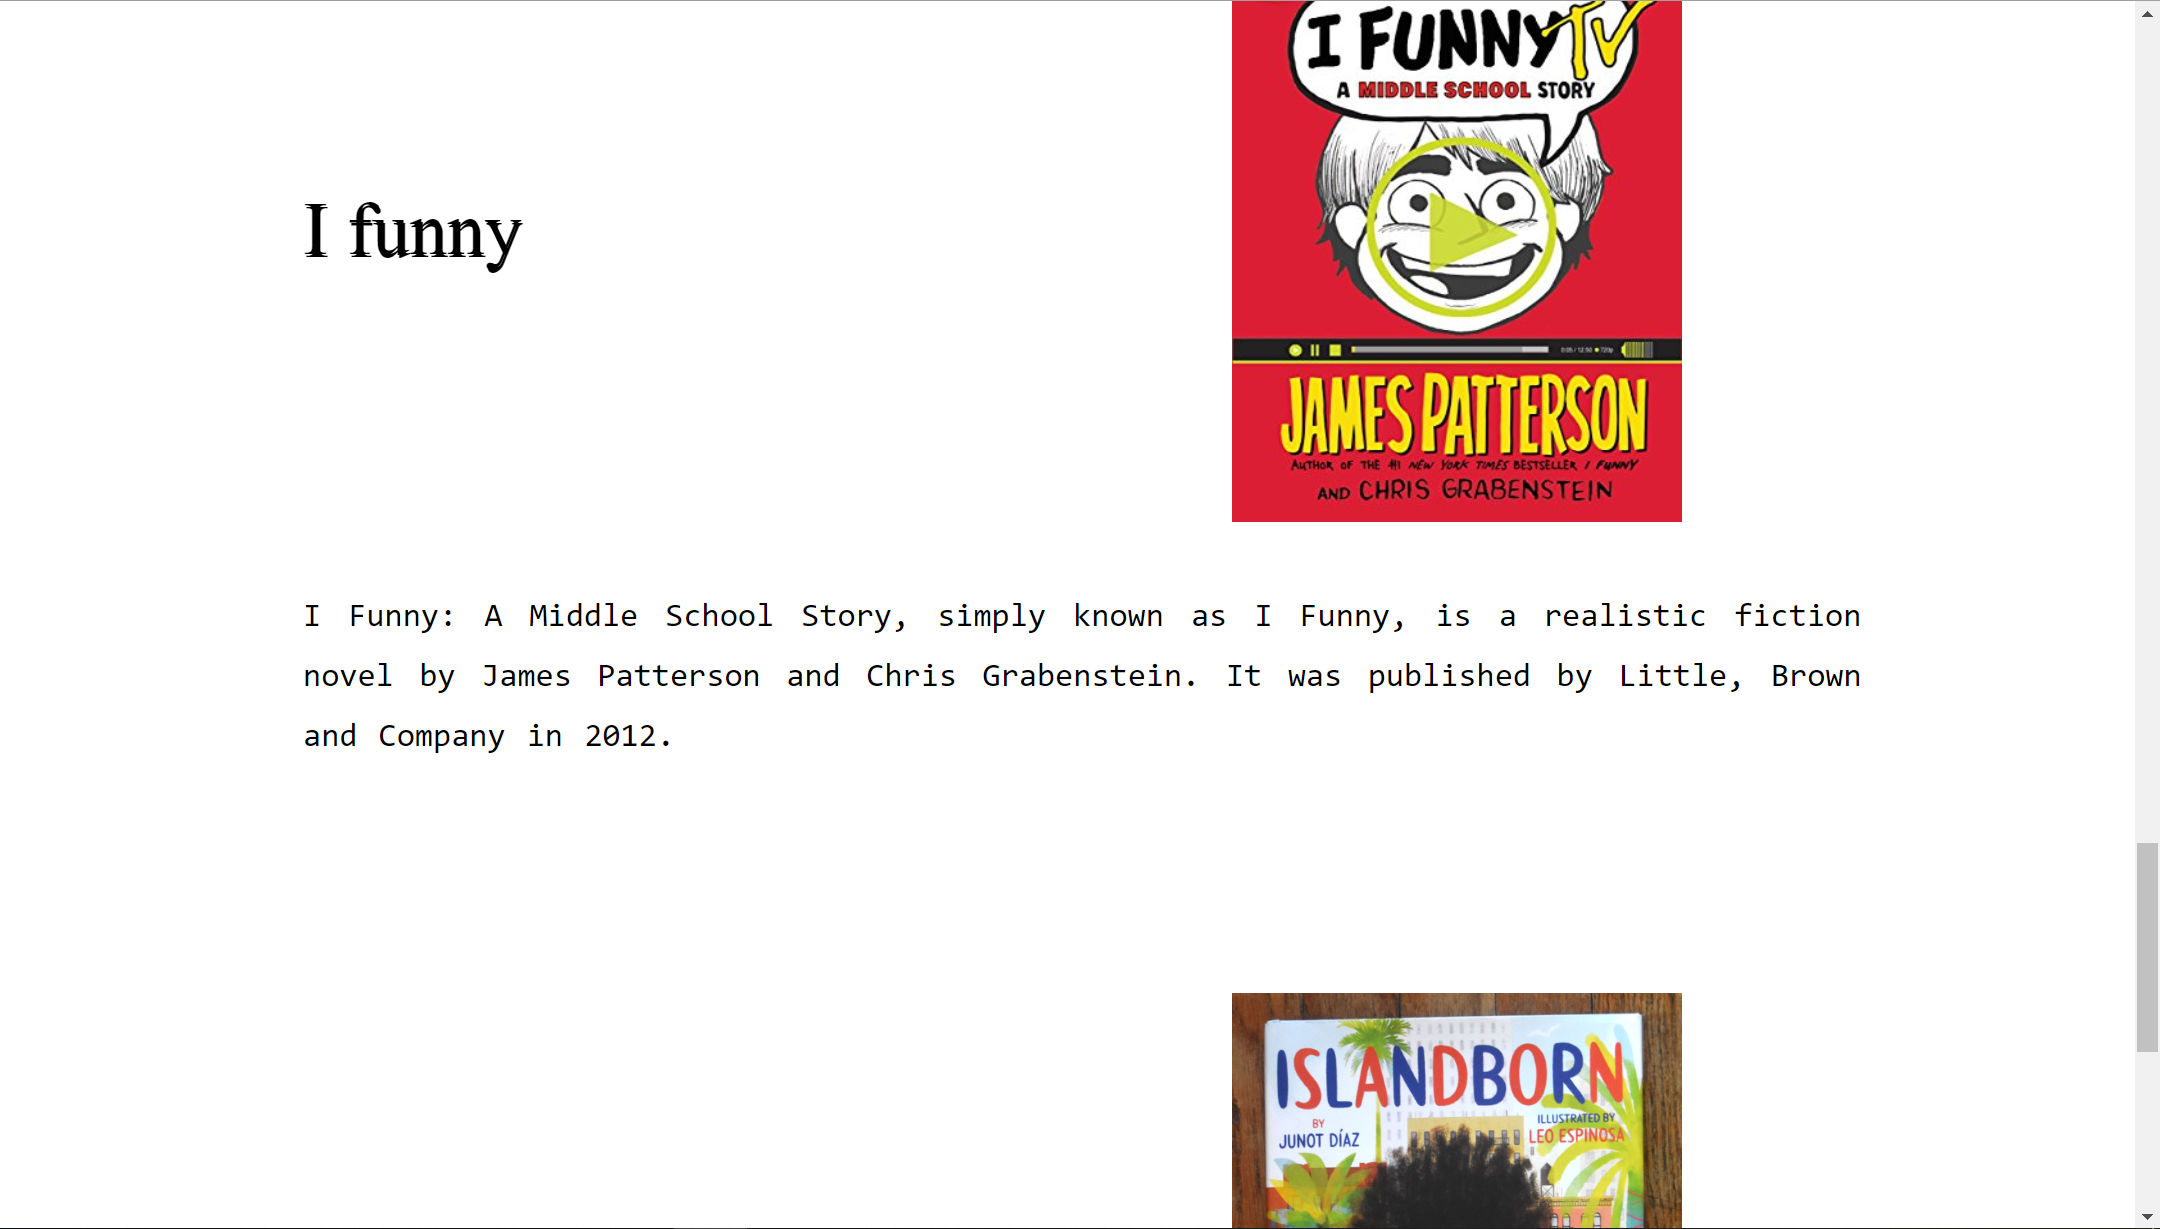 I FUNNY TV
A MIDDLE SCHOOL STORY
I funny
JAMES PATTERSON
AUTHOR OF THE #1 NEW YORK TIMES BESTSELLER I FUNNY
AND CHRIS GRABENSTEIN
I Funny: A Middle School Story, simply known as I Funny, is a realistic fiction
novel by James Patterson and Chris Grabenstein. It was published by Little, Brown
and Company in 2012.
ISLANDBORN
BY
JUNOT DÍAZ
ILLUSTRATED BY
LEO ESPINOSA